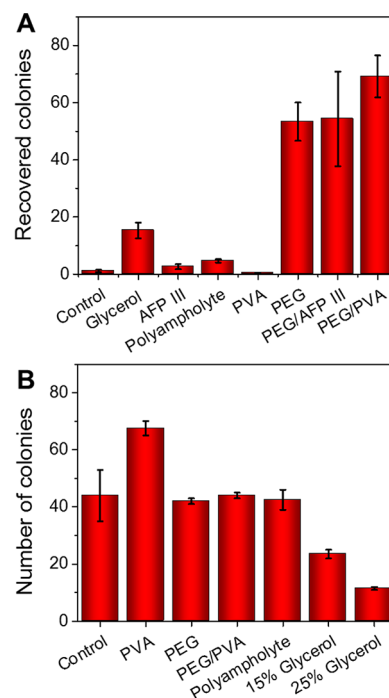 A
Recovered colonies
80
60
40
20
0
Control
Glycerol
AFP III
Polyampholyte
PVA
PEG
PEG/AFP III
PEG/PVA
B
Number of colonies
80
60
40
20
0
Control
PVA
PEG
PEG/PVA
Polyampholyte
15% Glycerol
25% Glycerol